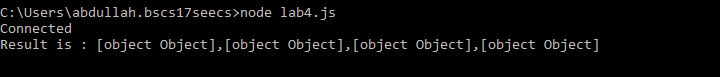 C:\Users\abdullah.bscs17seecs>node lab4.js
Connected
Result is : [object Object],[object Object],[object Object],[object Object]